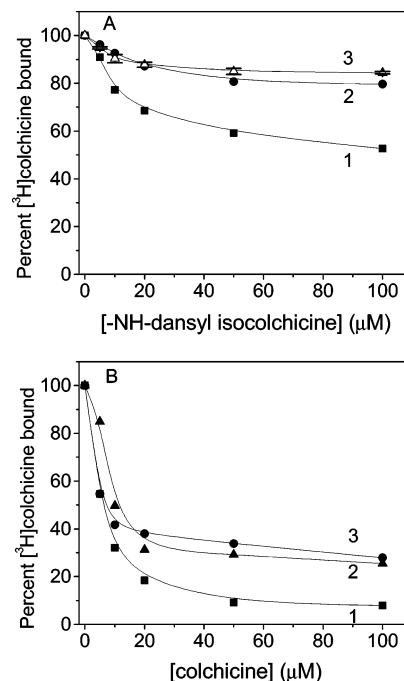 A
100
80
60
40
20
0
Percent [³H]colchicine bound
3
2
1
0 20 40 60 80 100
[-NH-dansyl isocolchicine] (μM)
B
100
80
60
40
20
0
Percent [³H]colchicine bound
3
2
1
0 20 40 60 80 100
[colchicine] (μM)